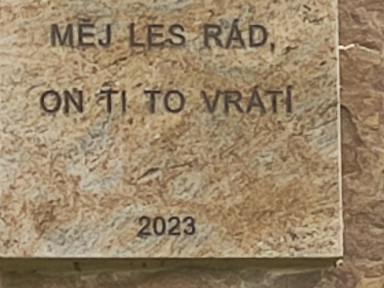 MĚJ LES RÁD,
ON TI TO VRÁTÍ
2023